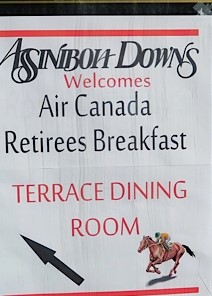 ASSINIBOIA DOWNS
Welcomes
Air Canada
Retirees Breakfast
TERRACE DINING
ROOM